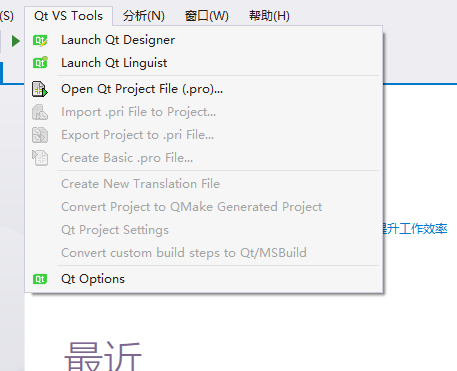 (S) Qt VS Tools 分析(N) 窗口(W) 帮助(H)
Launch Qt Designer
Launch Qt Linguist
Open Qt Project File (.pro)...
Import .pri File to Project...
Export Project to .pri File...
Create Basic .pro File...
Create New Translation File
Convert Project to QMake Generated Project
Qt Project Settings
提升工作效率
Convert custom build steps to Qt/MSBuild
Qt Options
最近